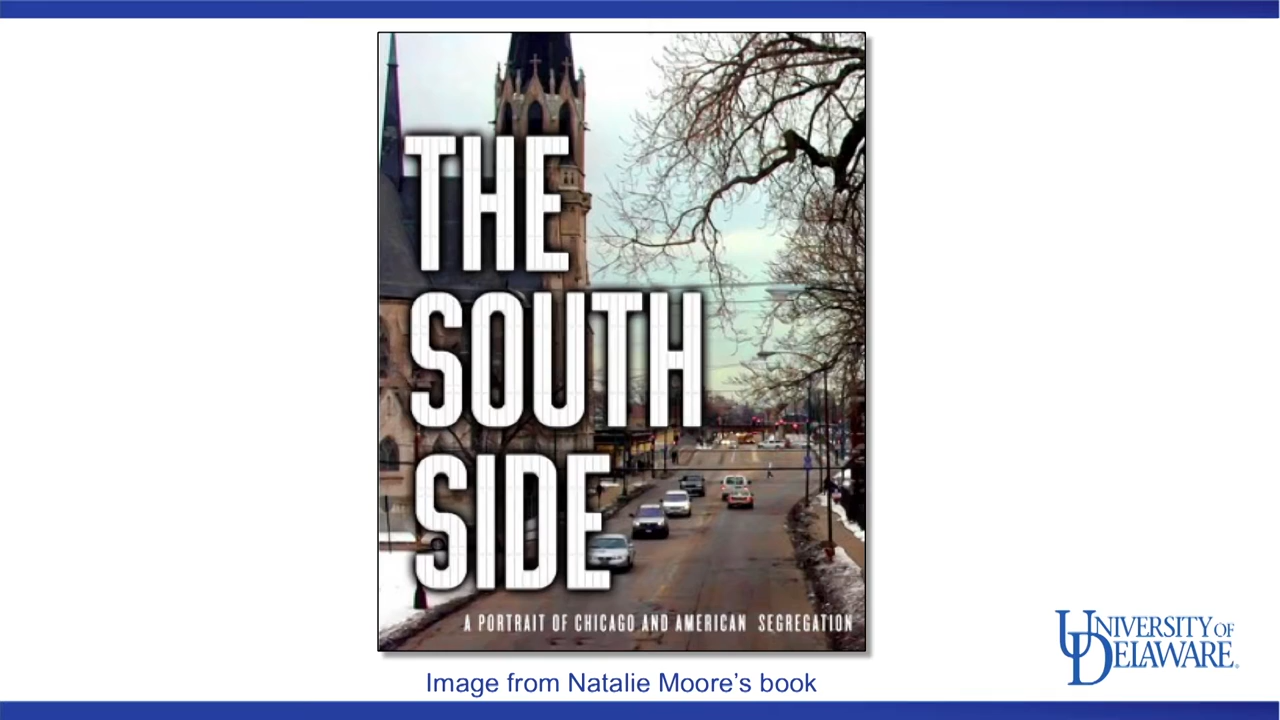 THE
SOUTH
SIDE
A PORTRAIT OF CHICAGO AND AMERICAN SEGREGATION
Image from Natalie Moore’s book
UNIVERSITY OF
DELAWARE